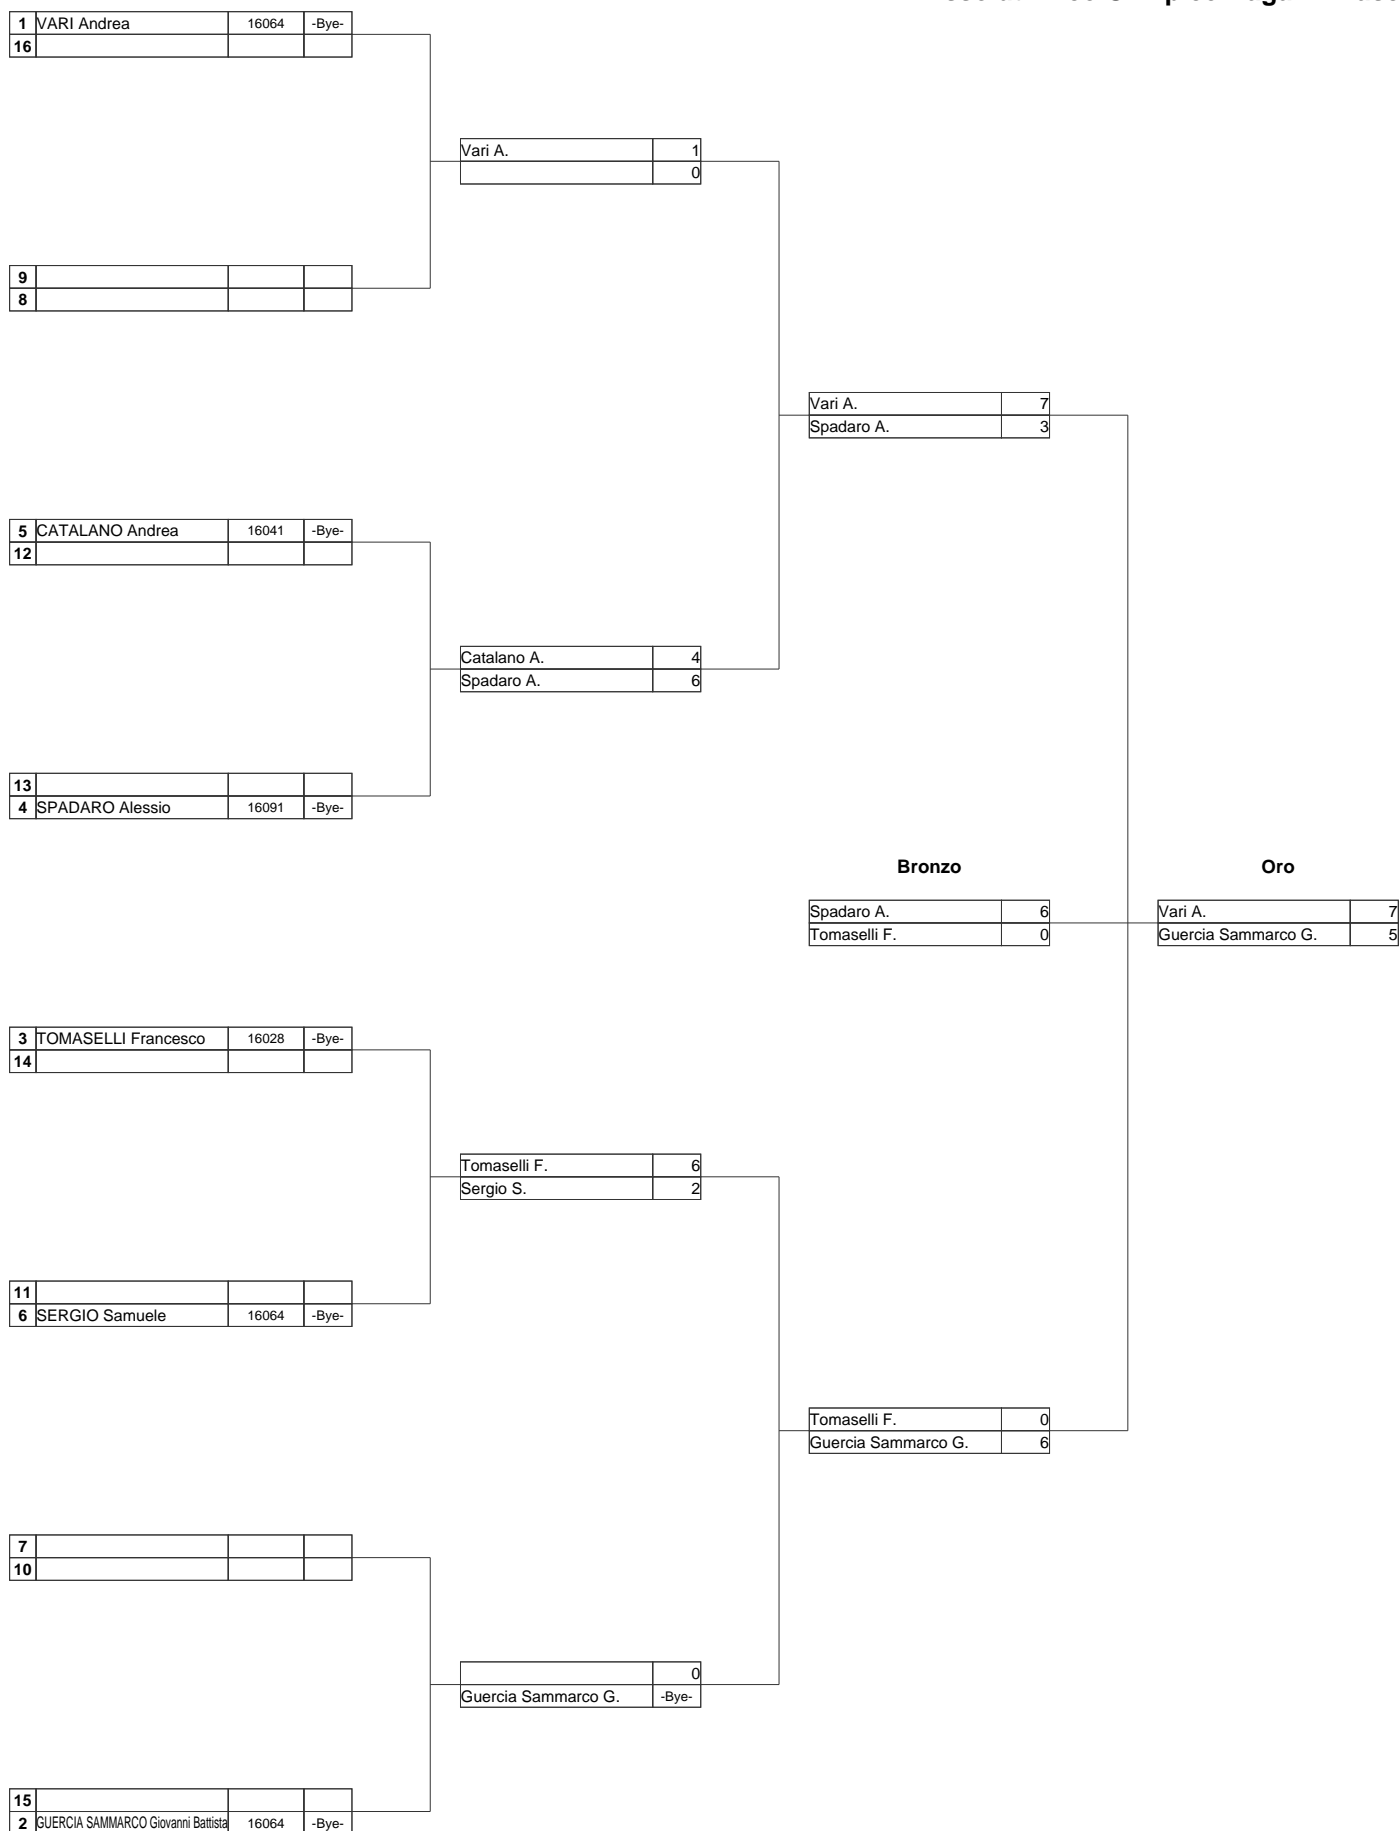 1 VARI Andrea 16064 -Bye-
16
Vari A. 1
0
9
8
Vari A. 7
Spadaro A. 3
5 CATALANO Andrea 16041 -Bye-
12
Catalano A. 4
Spadaro A. 6
13
4 SPADARO Alessio 16091 -Bye-
Bronzo Oro
Spadaro A. 6 Vari A. 7
Tomaselli F. 0 Guercia Sammarco G. 5
3 TOMASELLI Francesco 16028 -Bye-
14
Tomaselli F. 6
Sergio S. 2
11
6 SERGIO Samuele 16064 -Bye-
Tomaselli F. 0
Guercia Sammarco G. 6
7
10
0
Guercia Sammarco G. -Bye-
15
2 GUERCIA SAMMARCO Giovanni Battista 16064 -Bye-